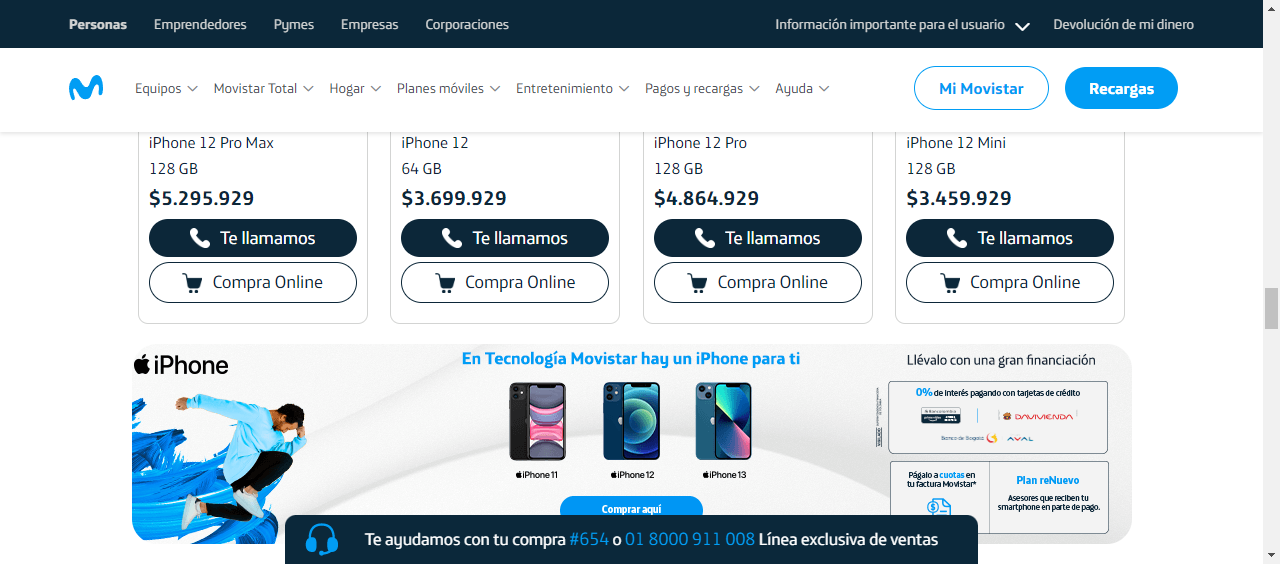 Personas Emprendedores Pymes Empresas Corporaciones Información importante para el usuario Devolución de mi dinero
Equipos Movistar Total Hogar Planes móviles Entretenimiento Pagos y recargas Ayuda Mi Movistar Recargas
iPhone 12 Pro Max
128 GB
$5.295.929
Te llamamos
Compra Online
iPhone 12
64 GB
$3.699.929
Te llamamos
Compra Online
iPhone 12 Pro
128 GB
$4.864.929
Te llamamos
Compra Online
iPhone 12 Mini
128 GB
$3.459.929
Te llamamos
Compra Online
iPhone
En Tecnología Movistar hay un iPhone para ti
iPhone 11
iPhone 12
iPhone 13
Comprar aquí
Llévalo con una gran financiación
0% de interés pagando con tarjetas de crédito
Bancolombia
DAVIVIENDA
Banco de Bogotá
AVAL
Págalo a cuotas en
tu factura Movistar*
Plan reNuevo
Asesores que reciben tu
smartphone en parte de pago.
Te ayudamos con tu compra #654 o 01 8000 911 008 Línea exclusiva de ventas